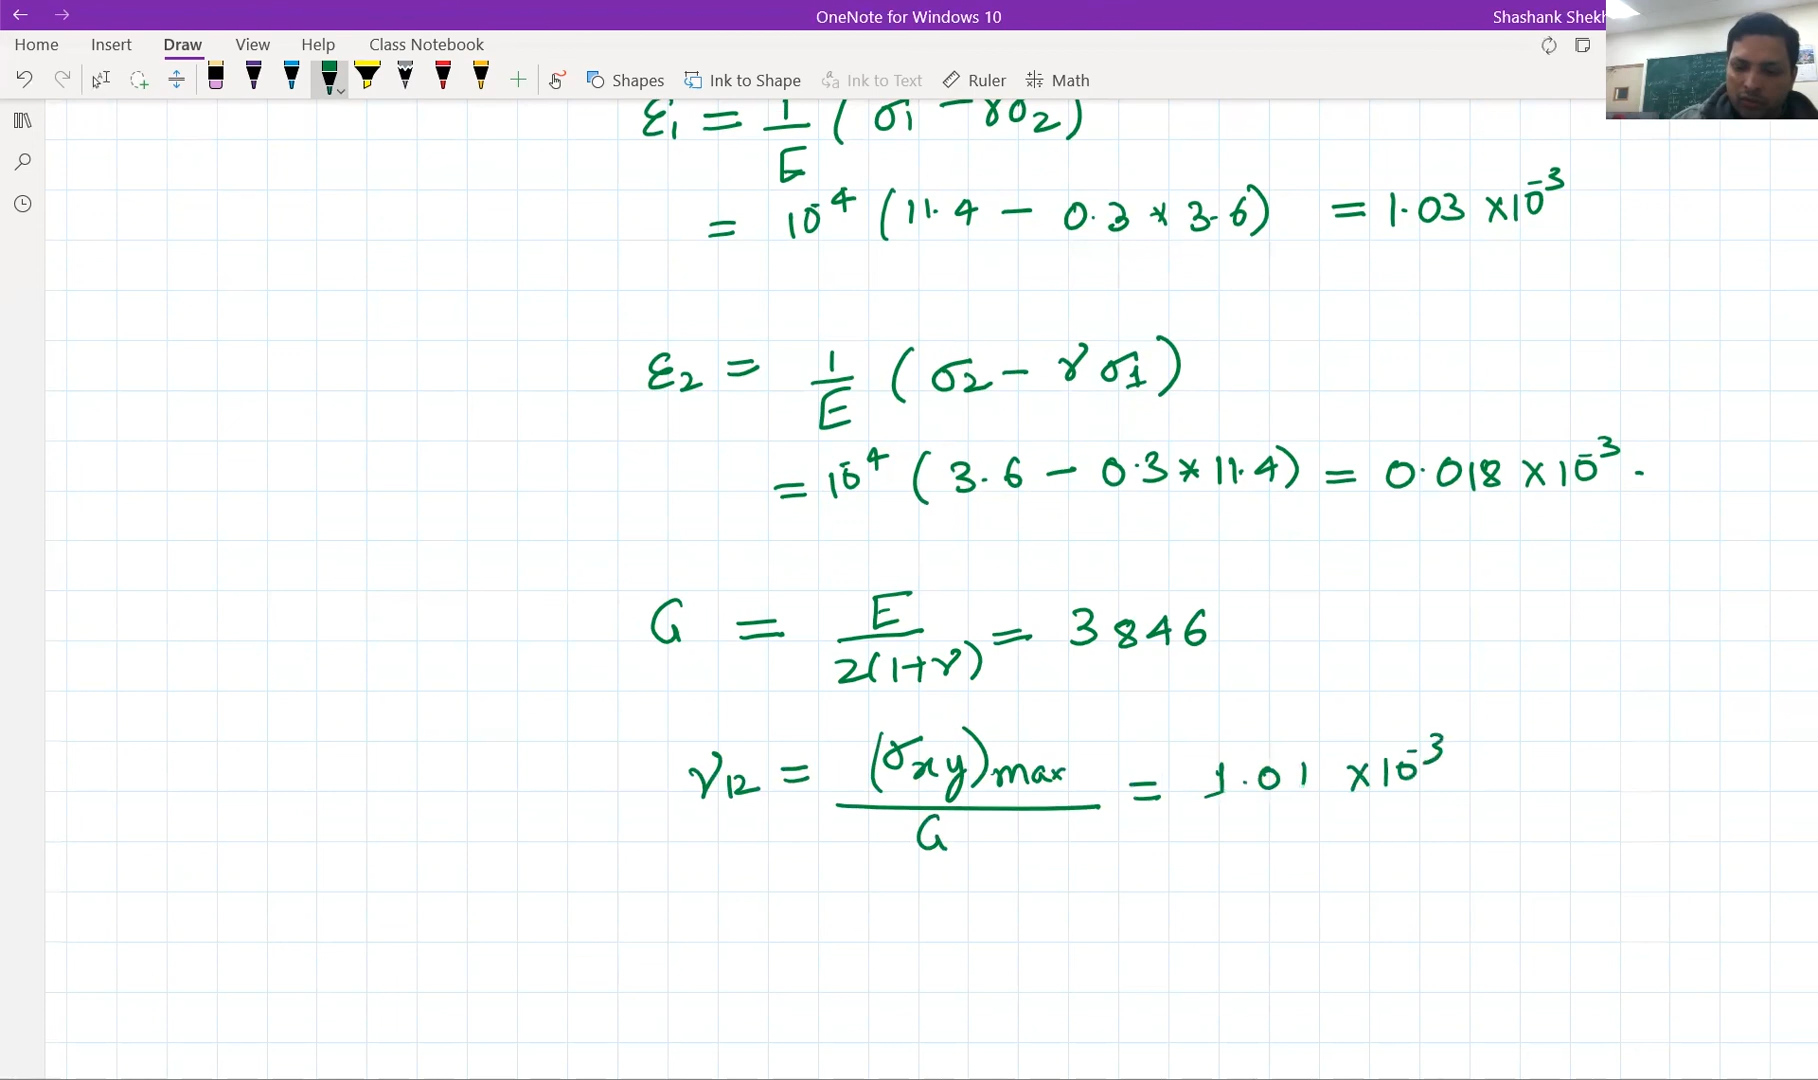 OneNote for Windows 10
Shashank Shekh
Home Insert Draw View Help Class Notebook
Shapes Ink to Shape Ink to Text Ruler Math
ε1 = 1/E (σ1 − γσ2)
= 10^-4 (11.4 − 0.3 * 3.6) = 1.03 ×10^-3
ε2 = 1/E (σ2 − γσ1)
= 10^-4 (3.6 − 0.3 * 11.4) = 0.018 ×10^-3.
G = E/2(1+γ) = 3846
γ12 = (σxy)max/G = 1.01 ×10^-3